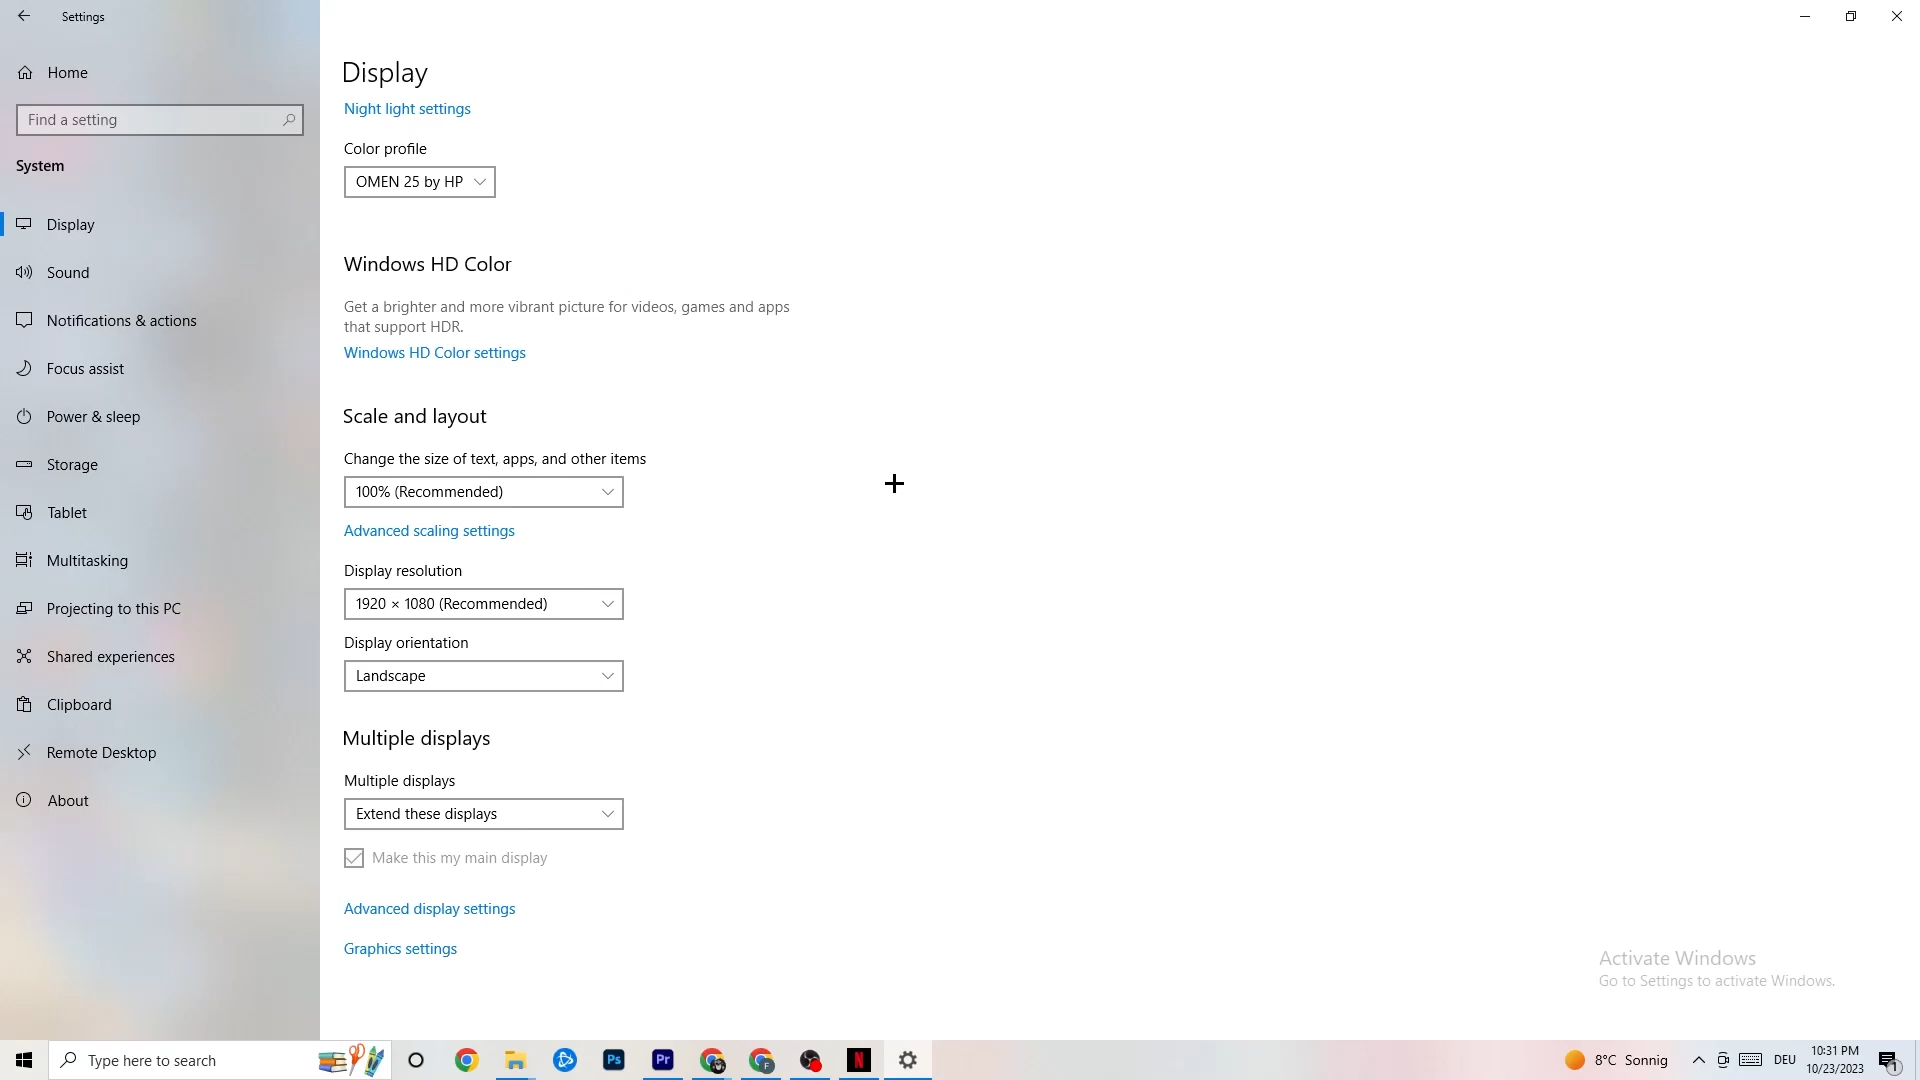 Settings
Home
Find a setting
System
Display
Sound
Notifications & actions
Focus assist
Power & sleep
Storage
Tablet
Multitasking
Projecting to this PC
Shared experiences
Clipboard
Remote Desktop
About
Display
Night light settings
Color profile
OMEN 25 by HP
Windows HD Color
Get a brighter and more vibrant picture for videos, games and apps
that support HDR.
Windows HD Color settings
Scale and layout
Change the size of text, apps, and other items
100% (Recommended)
Advanced scaling settings
Display resolution
1920 × 1080 (Recommended)
Display orientation
Landscape
Multiple displays
Multiple displays
Extend these displays
Make this my main display
Advanced display settings
Graphics settings
Activate Windows
Go to Settings to activate Windows.
Type here to search
Ps
Pr
F
N
8°C Sonnig
DEU
10:31 PM
10/23/2023
1